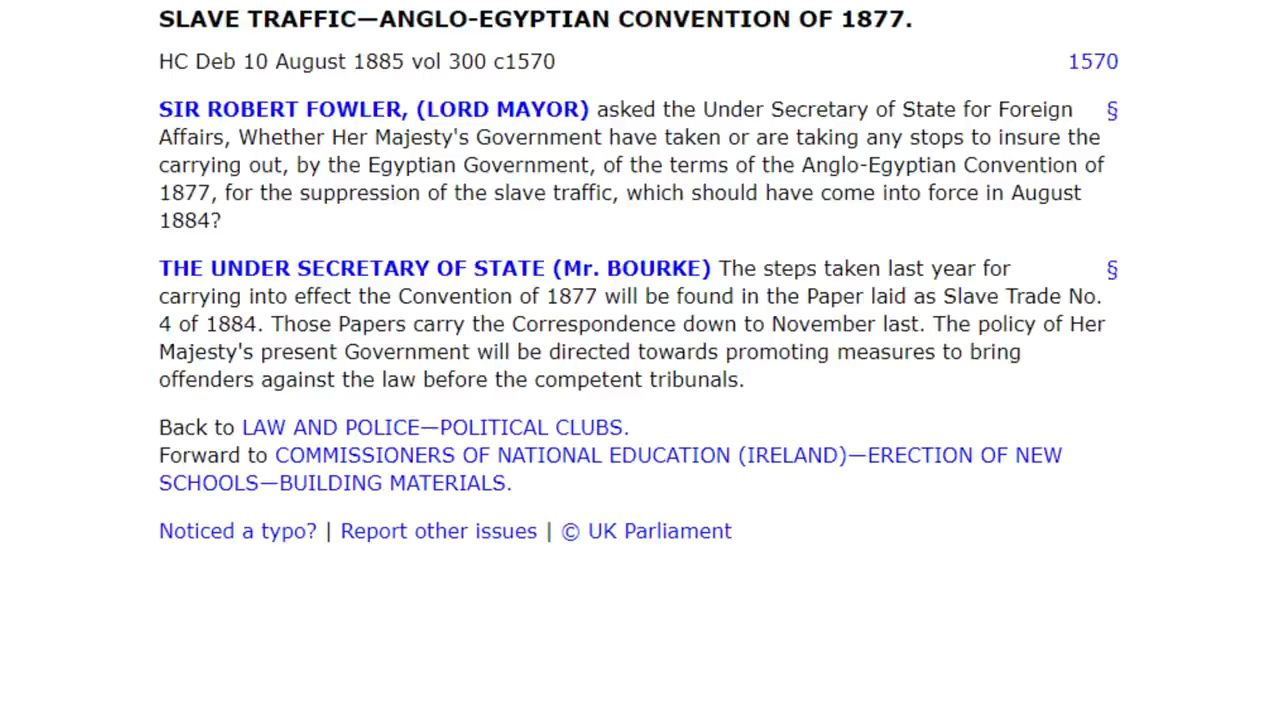 SLAVE TRAFFIC—ANGLO-EGYPTIAN CONVENTION OF 1877.
HC Deb 10 August 1885 vol 300 c1570 1570
SIR ROBERT FOWLER, (LORD MAYOR) asked the Under Secretary of State for Foreign §
Affairs, Whether Her Majesty's Government have taken or are taking any stops to insure the
carrying out, by the Egyptian Government, of the terms of the Anglo-Egyptian Convention of
1877, for the suppression of the slave traffic, which should have come into force in August
1884?
THE UNDER SECRETARY OF STATE (Mr. BOURKE) The steps taken last year for §
carrying into effect the Convention of 1877 will be found in the Paper laid as Slave Trade No.
4 of 1884. Those Papers carry the Correspondence down to November last. The policy of Her
Majesty's present Government will be directed towards promoting measures to bring
offenders against the law before the competent tribunals.
Back to LAW AND POLICE—POLITICAL CLUBS.
Forward to COMMISSIONERS OF NATIONAL EDUCATION (IRELAND)—ERECTION OF NEW
SCHOOLS—BUILDING MATERIALS.
Noticed a typo? | Report other issues | © UK Parliament